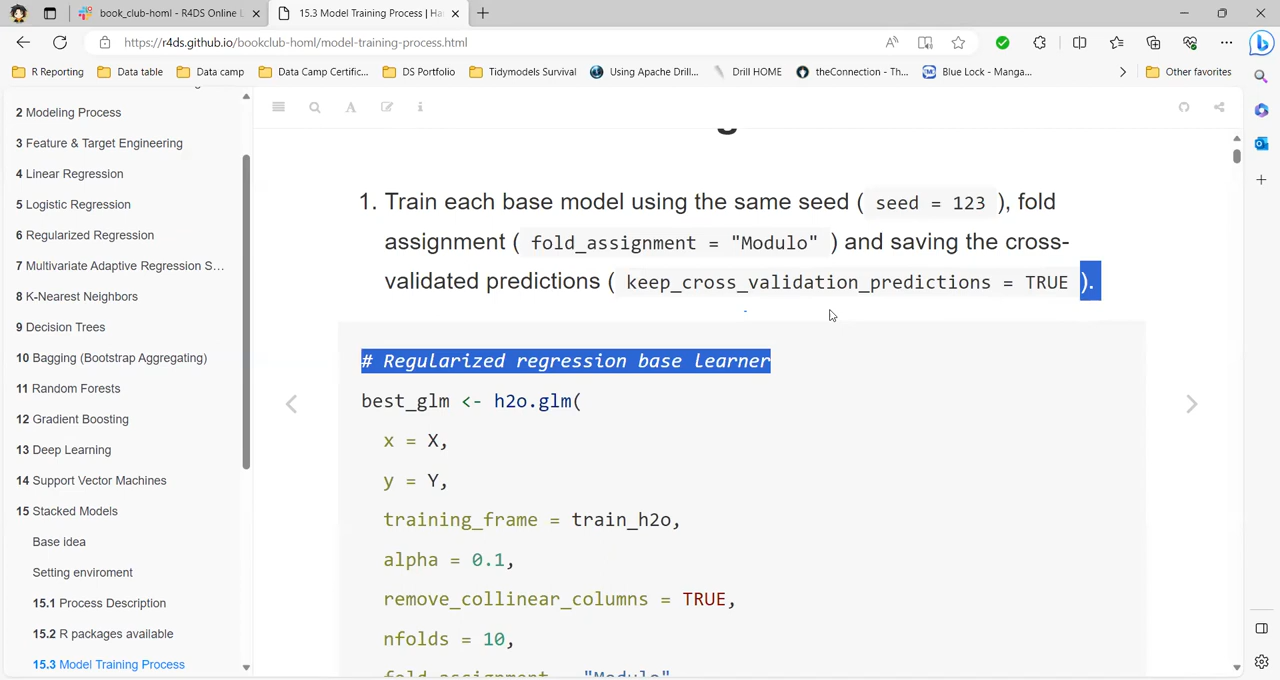 book_club-homl - R4DS Online L
15.3 Model Training Process | Ha
https://r4ds.github.io/bookclub-homl/model-training-process.html
R Reporting
Data table
Data camp
Data Camp Certific...
DS Portfolio
Tidymodels Survival
Using Apache Drill...
Drill HOME
theConnection - Th...
Blue Lock - Manga...
Other favorites
2 Modeling Process
3 Feature & Target Engineering
4 Linear Regression
5 Logistic Regression
6 Regularized Regression
7 Multivariate Adaptive Regression S...
8 K-Nearest Neighbors
9 Decision Trees
10 Bagging (Bootstrap Aggregating)
11 Random Forests
12 Gradient Boosting
13 Deep Learning
14 Support Vector Machines
15 Stacked Models
Base idea
Setting enviroment
15.1 Process Description
15.2 R packages available
15.3 Model Training Process
1. Train each base model using the same seed ( seed = 123 ), fold
assignment ( fold_assignment = "Modulo" ) and saving the cross-
validated predictions ( keep_cross_validation_predictions = TRUE ).
# Regularized regression base learner
best_glm <- h2o.glm(
x = X,
y = Y,
training_frame = train_h2o,
alpha = 0.1,
remove_collinear_columns = TRUE,
nfolds = 10,
fold_assignment = "Modulo"